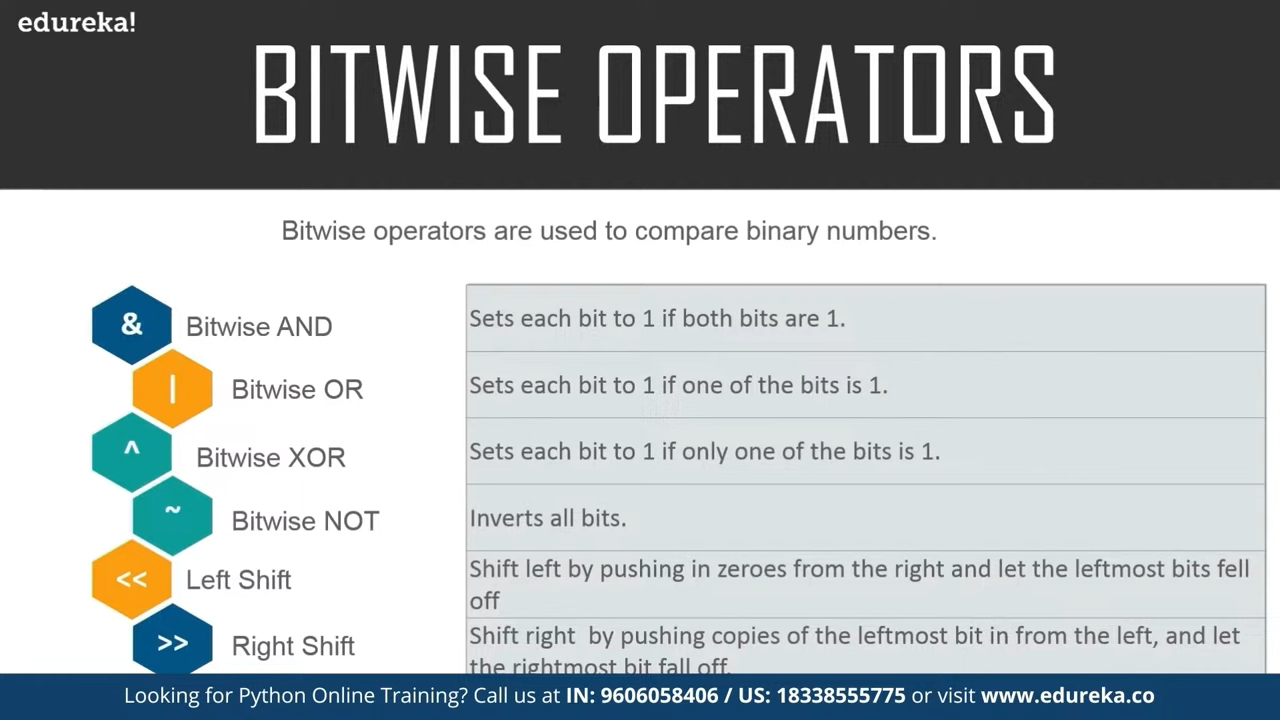 edureka!
BITWISE OPERATORS
Bitwise operators are used to compare binary numbers.
& Bitwise AND
Sets each bit to 1 if both bits are 1.
| Bitwise OR
Sets each bit to 1 if one of the bits is 1.
^ Bitwise XOR
Sets each bit to 1 if only one of the bits is 1.
~ Bitwise NOT
Inverts all bits.
<< Left Shift
Shift left by pushing in zeroes from the right and let the leftmost bits fell
off
>> Right Shift
Shift right by pushing copies of the leftmost bit in from the left, and let
the rightmost bit fall off.
Looking for Python Online Training? Call us at IN: 9606058406 / US: 18338555775 or visit www.edureka.co